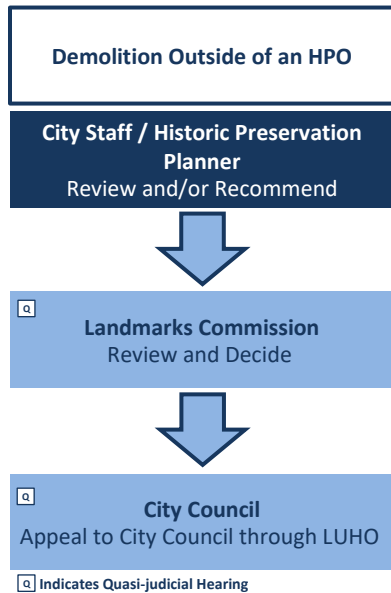 Demolition Outside of an HPO
City Staff / Historic Preservation
Planner
Review and/or Recommend
Q
Landmarks Commission
Review and Decide
Q
City Council
Appeal to City Council through LUHO
Q Indicates Quasi-judicial Hearing